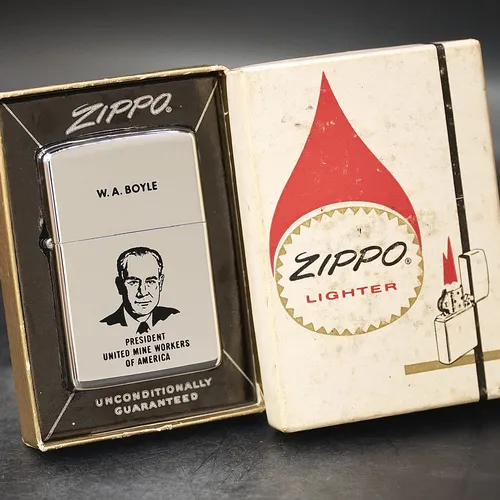 ZIPPO®
W. A. BOYLE
PRESIDENT
UNITED MINE WORKERS
OF AMERICA
UNCONDITIONALLY
GUARANTEED
ZIPPO®
LIGHTER